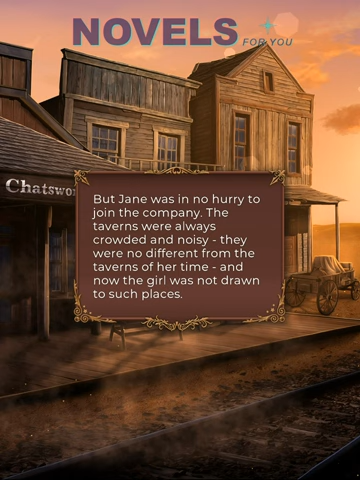 NOVELS
FOR YOU
Chatswo
But Jane was in no hurry to
join the company. The
taverns were always
crowded and noisy - they
were no different from the
taverns of her time - and
now the girl was not drawn
to such places.